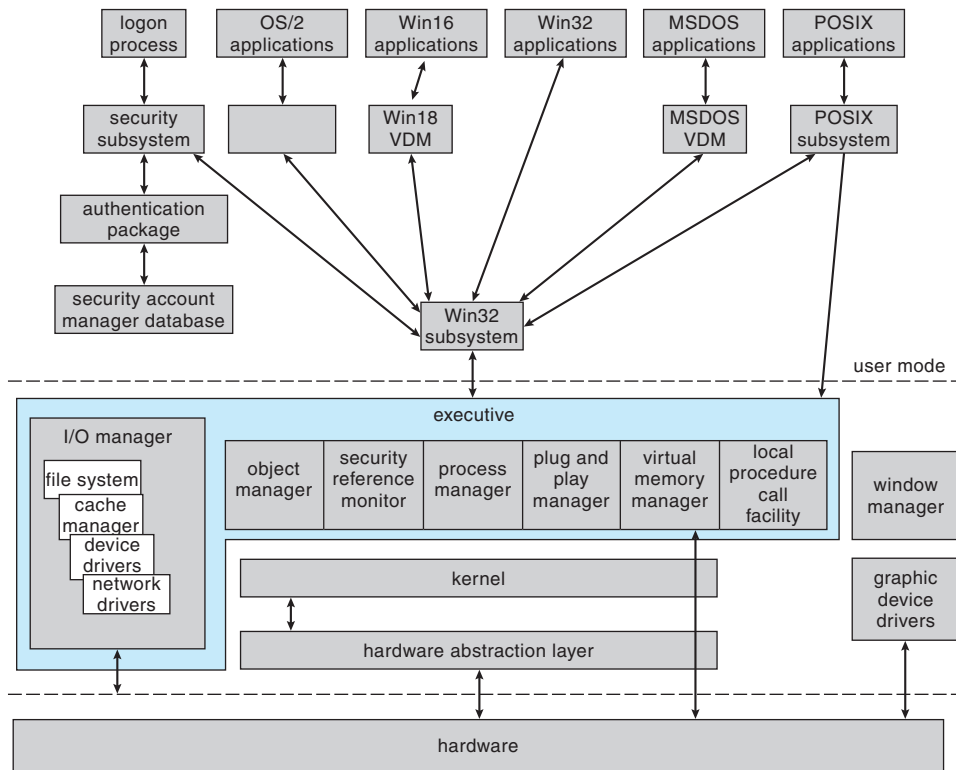 logon
process
OS/2
applications
Win16
applications
Win32
applications
MSDOS
applications
POSIX
applications
security
subsystem
Win18
VDM
MSDOS
VDM
POSIX
subsystem
authentication
package
security account
manager database
Win32
subsystem
user mode
executive
I/O manager
file system
cache
manager
device
drivers
network
drivers
object
manager
security
reference
monitor
process
manager
plug and
play
manager
virtual
memory
manager
local
procedure
call
facility
window
manager
kernel
graphic
device
drivers
hardware abstraction layer
hardware